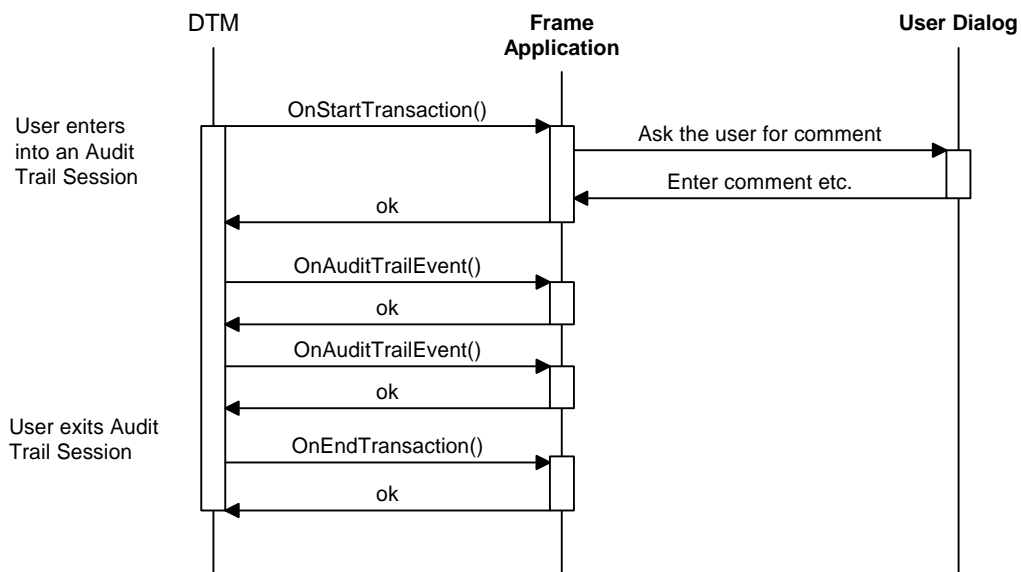 DTM
Frame
Application
User Dialog
OnStartTransaction()
User enters
into an Audit
Trail Session
Ask the user for comment
Enter comment etc.
ok
OnAuditTrailEvent()
ok
OnAuditTrailEvent()
ok
User exits Audit
Trail Session
OnEndTransaction()
ok